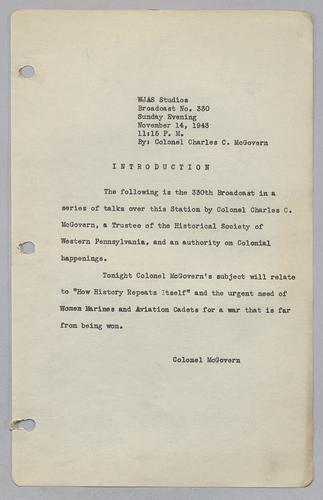 WJAS Studios
Broadcast No. 330
Sunday Evening
November 14, 1943
11:15 P. M.
By: Colonel Charles C. McGovern
I N T R O D U C T I O N
The following is the 330th Broadcast in a
series of talks over this Station by Colonel Charles C.
McGovern, a Trustee of the Historical Society of
Western Pennsylvania, and an authority on Colonial
happenings.
Tonight Colonel McGovern's subject will relate
to "How History Repeats Itself" and the urgent need of
Women Marines and Aviation Cadets for a war that is far
from being won.
Colonel McGovern